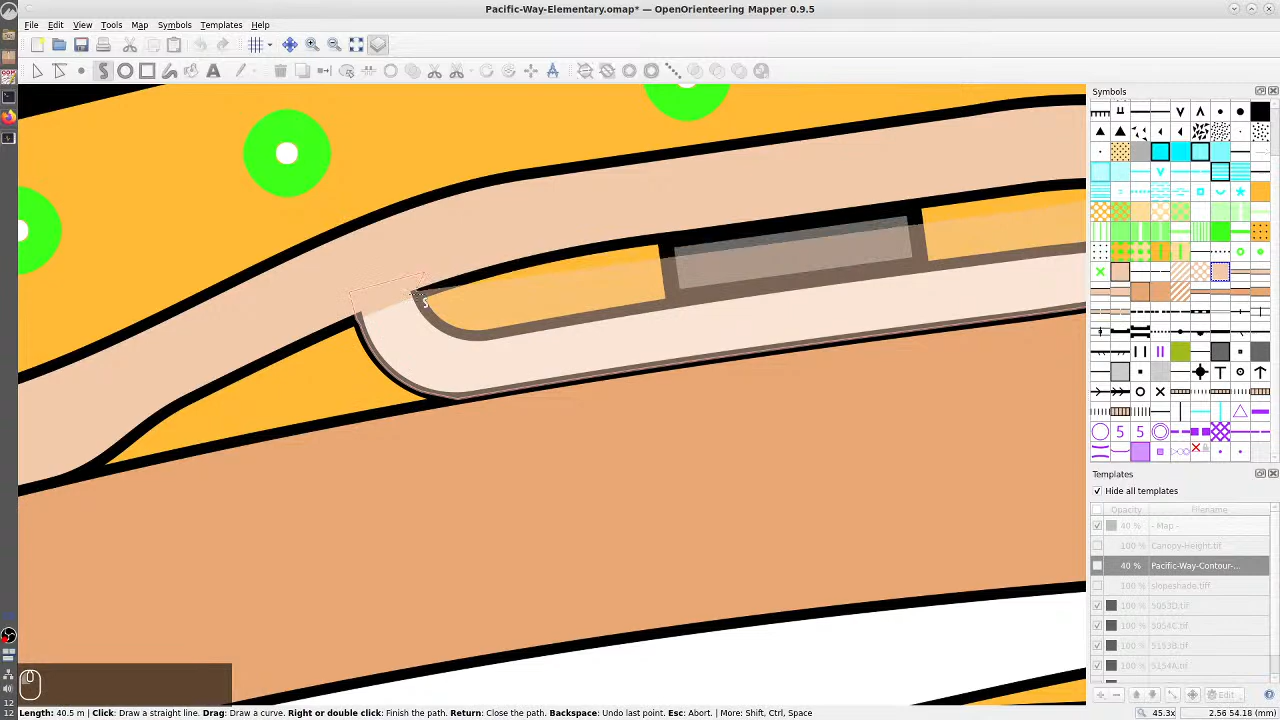 Pacific-Way-Elementary.omap* — OpenOrienteering Mapper 0.9.5
File Edit View Tools Map Symbols Templates Help
Symbols
Templates
Hide all templates
Opacity Filename
40 % - Map -
100 % Canopy-Height.tif
40 % Pacific-Way-Contour-...
100 % slopeshade.tiff
100 % 5053D.tif
100 % 5054C.tif
100 % 5153B.tif
100 % 5154A.tif
Edit...
12
12
Length: 40.5 m | Click: Draw a straight line. Drag: Draw a curve. Right or double click: Finish the path. Return: Close the path. Backspace: Undo last point. Esc: Abort. | More: Shift, Ctrl, Space
45.3x
2.56 54.18 (mm)